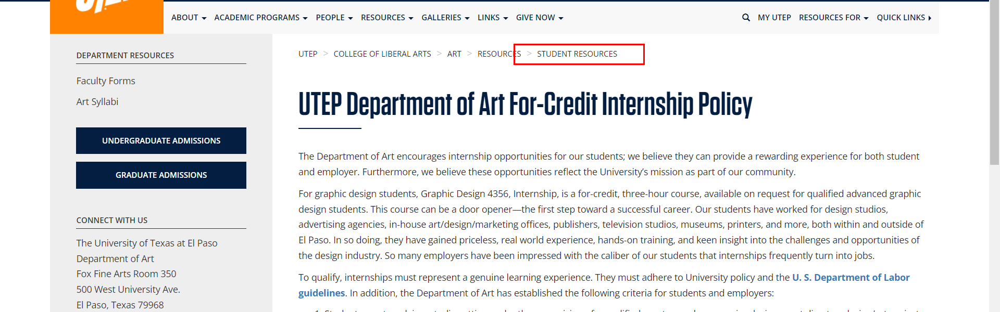 ABOUT ACADEMIC PROGRAMS PEOPLE RESOURCES GALLERIES LINKS GIVE NOW MY UTEP RESOURCES FOR QUICK LINKS
DEPARTMENT RESOURCES
Faculty Forms
Art Syllabi
UNDERGRADUATE ADMISSIONS
GRADUATE ADMISSIONS
CONNECT WITH US
The University of Texas at El Paso
Department of Art
Fox Fine Arts Room 350
500 West University Ave.
El Paso, Texas 79968
UTEP > COLLEGE OF LIBERAL ARTS > ART > RESOURCES > STUDENT RESOURCES
UTEP Department of Art For-Credit Internship Policy
The Department of Art encourages internship opportunities for our students; we believe they can provide a rewarding experience for both student
and employer. Furthermore, we believe these opportunities reflect the University’s mission as part of our community.
For graphic design students, Graphic Design 4356, Internship, is a for-credit, three-hour course, available on request for qualified advanced graphic
design students. This course can be a door opener—the first step toward a successful career. Our students have worked for design studios,
advertising agencies, in-house art/design/marketing offices, publishers, television studios, museums, printers, and more, both within and outside of
El Paso. In so doing, they have gained priceless, real world experience, hands-on training, and keen insight into the challenges and opportunities of
the design industry. So many employers have been impressed with the caliber of our students that internships frequently turn into jobs.
To qualify, internships must represent a genuine learning experience. They must adhere to University policy and the U. S. Department of Labor
guidelines. In addition, the Department of Art has established the following criteria for students and employers: